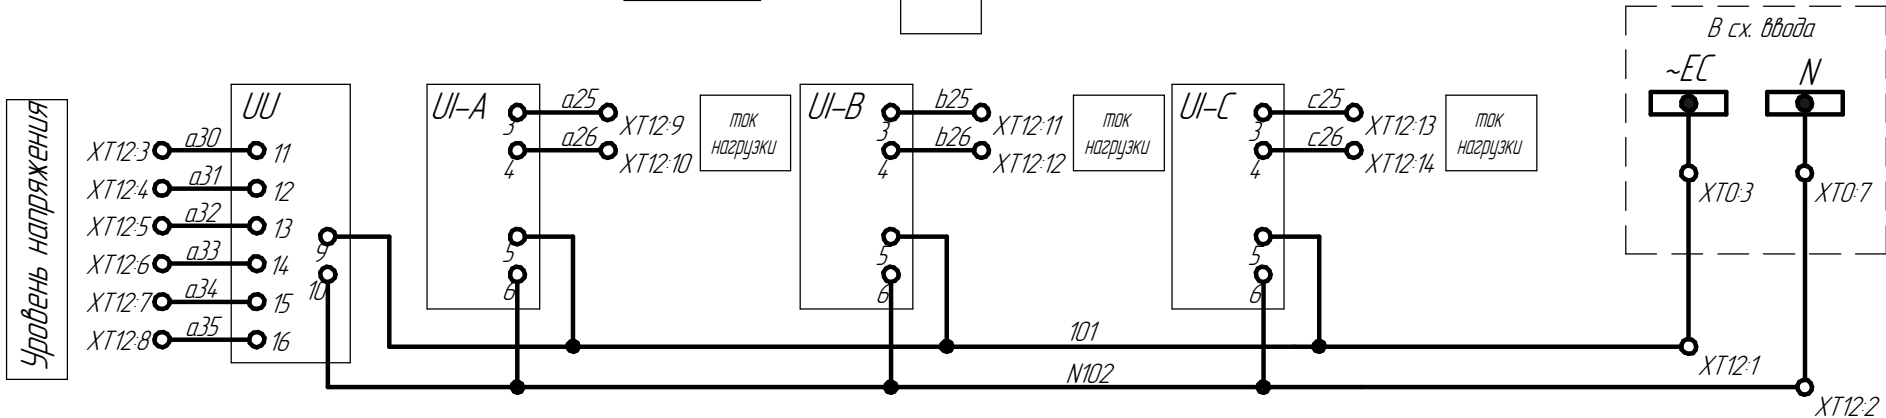 В сх. ввода
~ЕС
N
XT0:3
XT0:7
Уровень напряжения
UU
XT12:3
a30
11
XT12:4
a31
12
XT12:5
a32
13
XT12:6
a33
14
XT12:7
a34
15
XT12:8
a35
16
9
10
UI-A
3
a25
XT12:9
4
a26
XT12:10
5
6
ток
нагрузки
UI-B
3
b25
XT12:11
4
b26
XT12:12
5
6
ток
нагрузки
UI-C
3
c25
XT12:13
4
c26
XT12:14
5
6
ток
нагрузки
101
XT12:1
N102
XT12:2